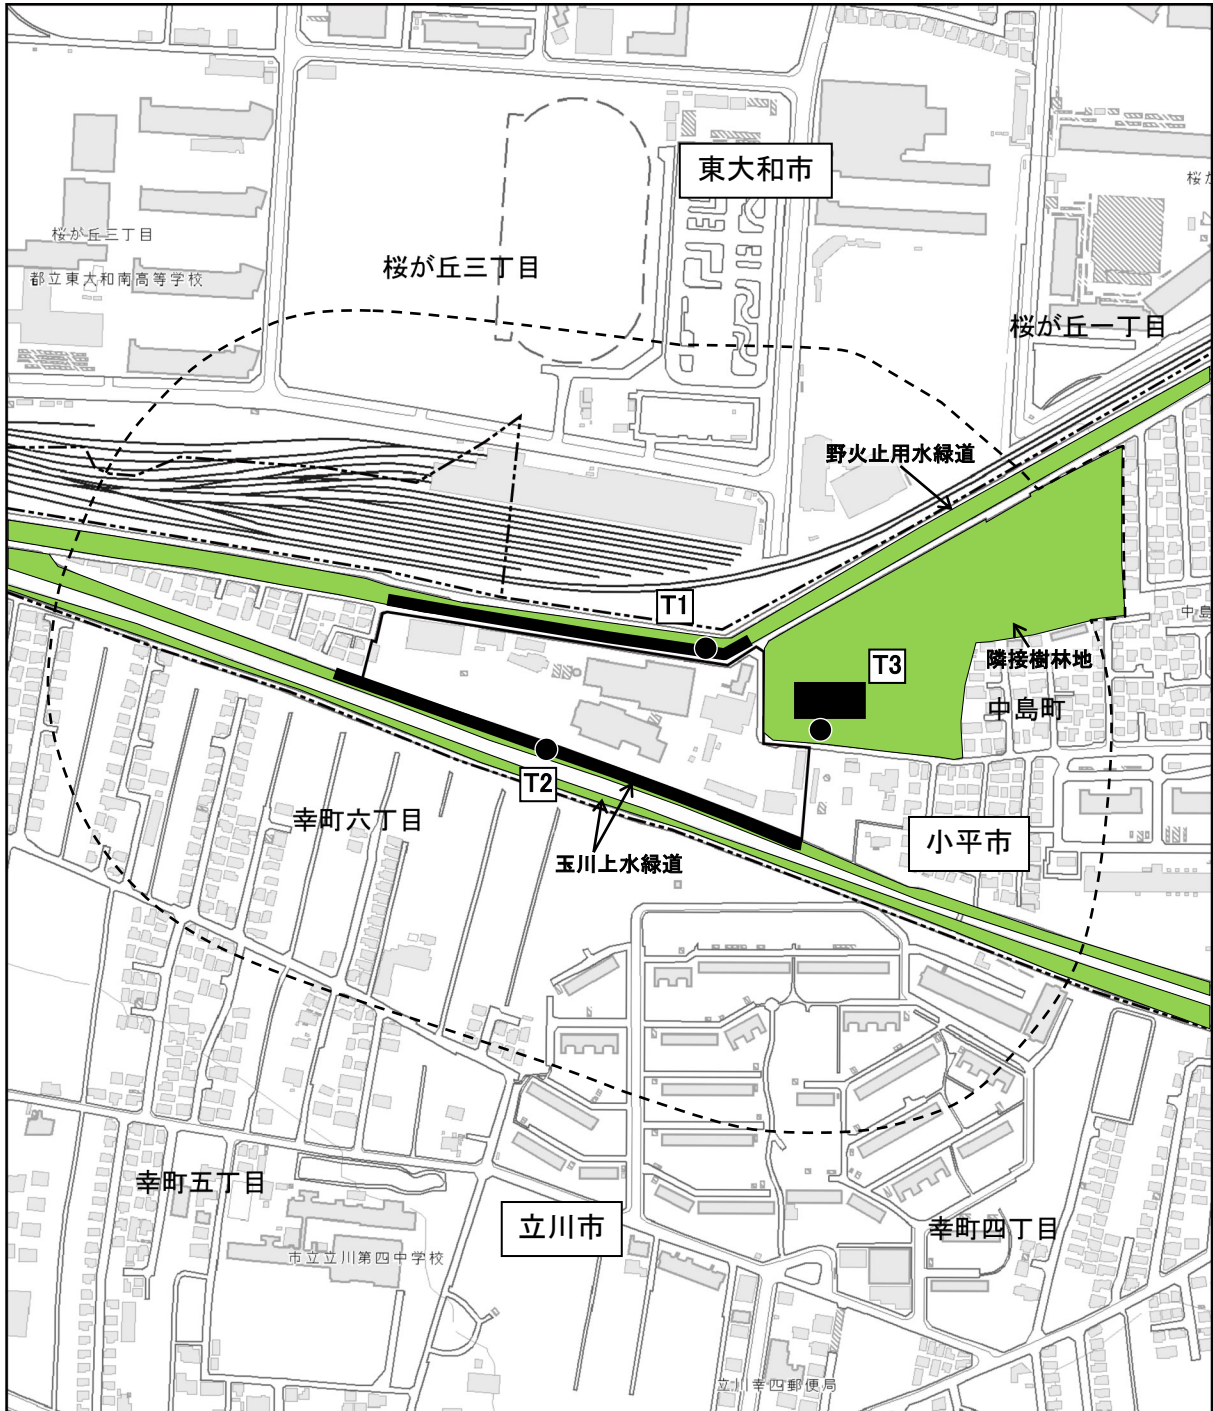 東大和市
桜が丘
桜が丘三丁目
都立東大和南高等学校
桜が丘三丁目
桜が丘一丁目
野火止用水緑道
T1
中島
隣接樹林地
T3
中島町
T2
幸町六丁目
小平市
玉川上水緑道
幸町五丁目
立川市
幸町四丁目
市立立川第四中学校
立川幸四郵便局